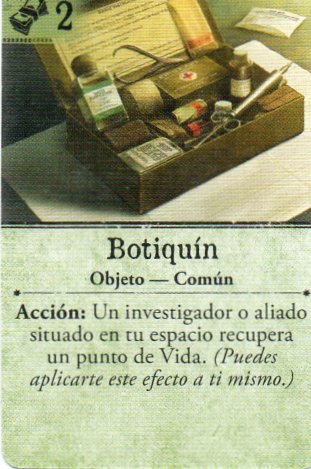 2
Botiquín
Objeto — Común
Acción: Un investigador o aliado
situado en tu espacio recupera
un punto de Vida. (Puedes
aplicarte este efecto a ti mismo.)